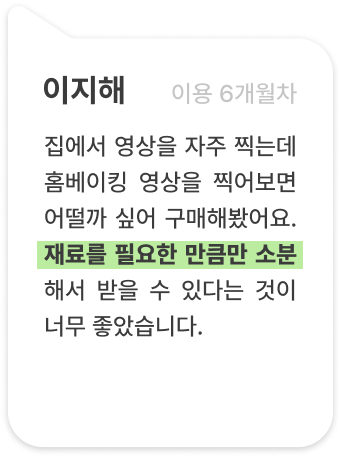 이지해
이용 6개월차
집에서 영상을 자주 찍는데
홈베이킹 영상을 찍어보면
어떨까 싶어 구매해봤어요.
재료를 필요한 만큼만 소분
해서 받을 수 있다는 것이
너무 좋았습니다.